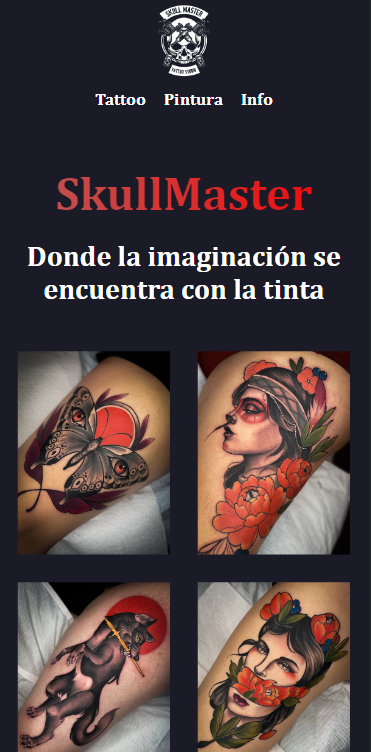 SKULL MASTER
TATTOO STUDIO
Tattoo Pintura Info
SkullMaster
Donde la imaginación se
encuentra con la tinta